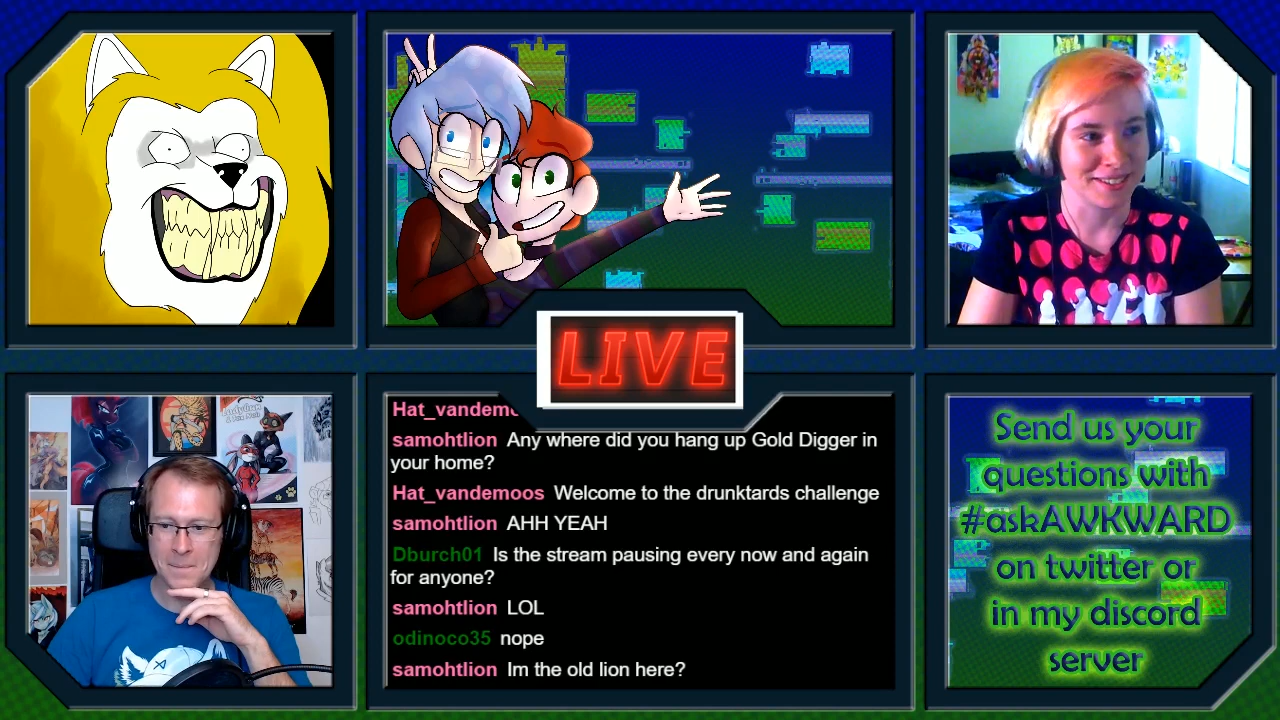 LIVE
Hat_vandemo
samohtlion Any where did you hang up Gold Digger in
your home?
Hat_vandemoos Welcome to the drunktards challenge
samohtlion AHH YEAH
Dburch01 Is the stream pausing every now and again
for anyone?
samohtlion LOL
odinoco35 nope
samohtlion Im the old lion here?
Send us your
questions with
#askAWKWARD
on twitter or
in my discord
server